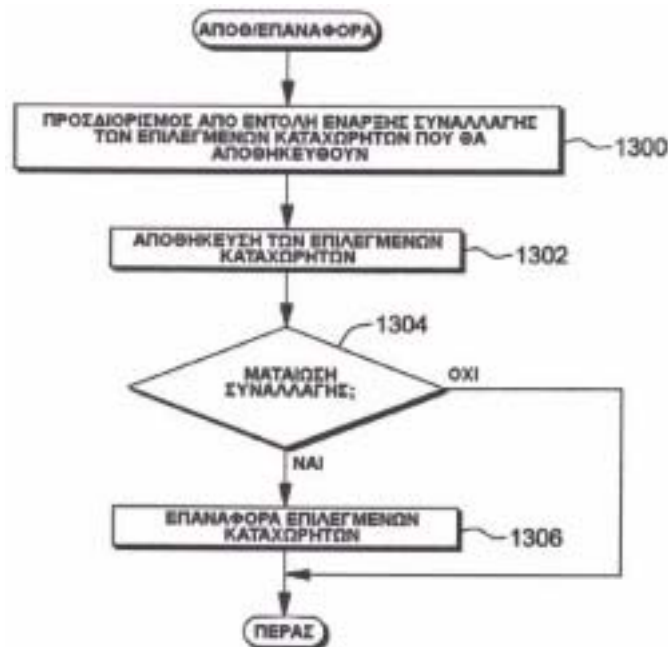 ΑΠΟΘ/ΕΠΑΝΑΦΟΡΑ
ΠΡΟΣΔΙΟΡΙΣΜΟΣ ΑΠΟ ΕΝΤΟΛΗ ΕΝΑΡΞΗΣ ΣΥΝΑΛΛΑΓΗΣ
ΤΩΝ ΕΠΙΛΕΓΜΕΝΩΝ ΚΑΤΑΧΩΡΗΤΩΝ ΠΟΥ ΘΑ
ΑΠΟΘΗΚΕΥΘΟΥΝ
1300
ΑΠΟΘΗΚΕΥΣΗ ΤΩΝ ΕΠΙΛΕΓΜΕΝΩΝ
ΚΑΤΑΧΩΡΗΤΩΝ
1302
1304
ΜΑΤΑΙΩΣΗ
ΣΥΝΑΛΛΑΓΗΣ;
ΟΧΙ
ΝΑΙ
ΕΠΑΝΑΦΟΡΑ ΕΠΙΛΕΓΜΕΝΩΝ
ΚΑΤΑΧΩΡΗΤΩΝ
1306
ΠΕΡΑΣ